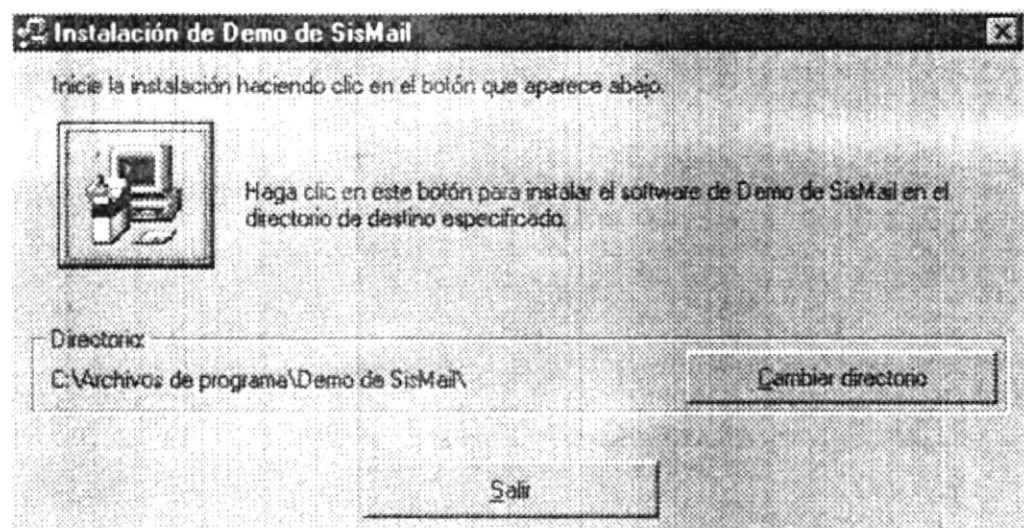 Instalación de Demo de SisMail
Inicie la instalación haciendo clic en el botón que aparece abajo.
Haga clic en este botón para instalar el software de Demo de SisMail en el
directorio de destino especificado.
Directorio:
C:\Archivos de programa\Demo de SisMail\
Cambiar directorio
Salir